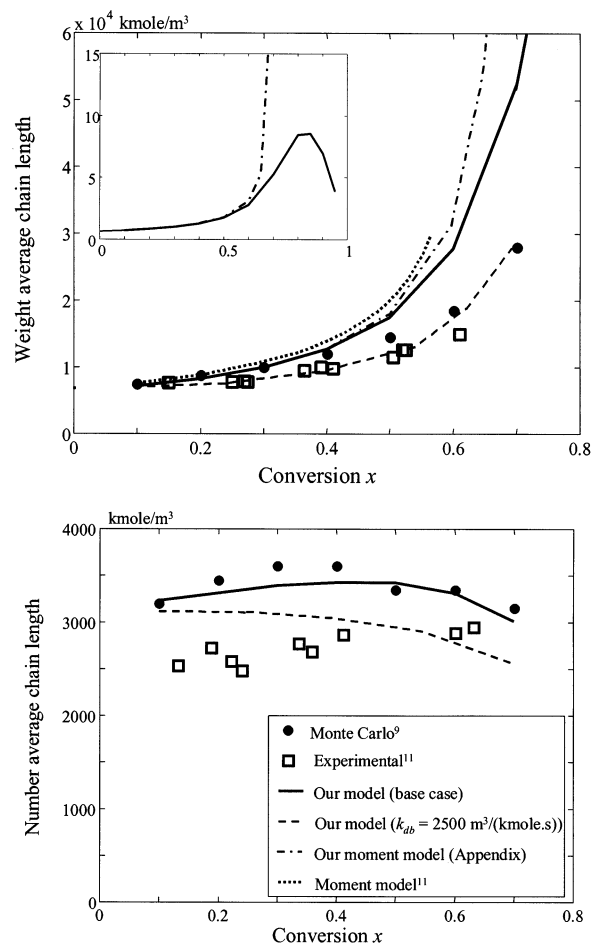 6 x 10⁴ kmole/m³
15
5
10
4
5
3
0
0 0.5 1
2
1
0
0 0.2 0.4 0.6 0.8
Weight average chain length
Conversion x
kmole/m³
4000
3000
2000
1000
0
Number average chain length
Monte Carlo⁹
Experimental¹¹
Our model (base case)
Our model (k_db = 2500 m³/(kmole.s))
Our moment model (Appendix)
Moment model¹¹
0 0.2 0.4 0.6 0.8
Conversion x